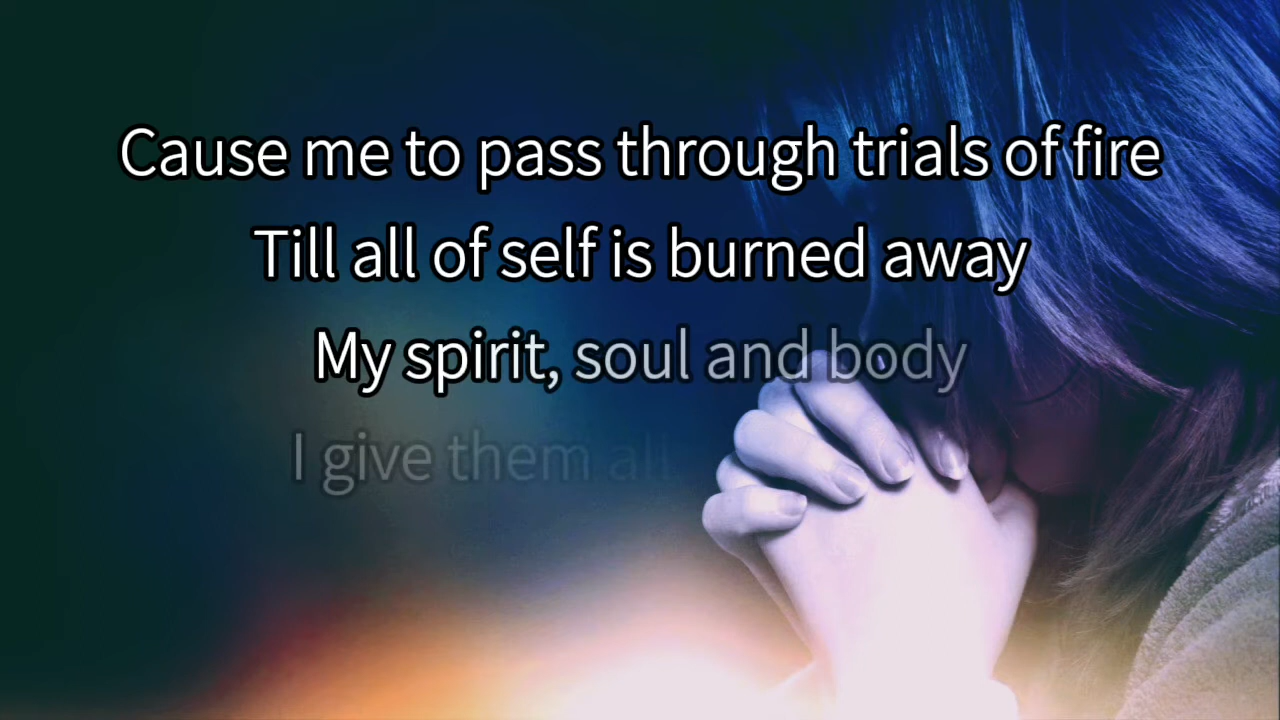 Cause me to pass through trials of fire
Till all of self is burned away
My spirit, soul and body
I give them all